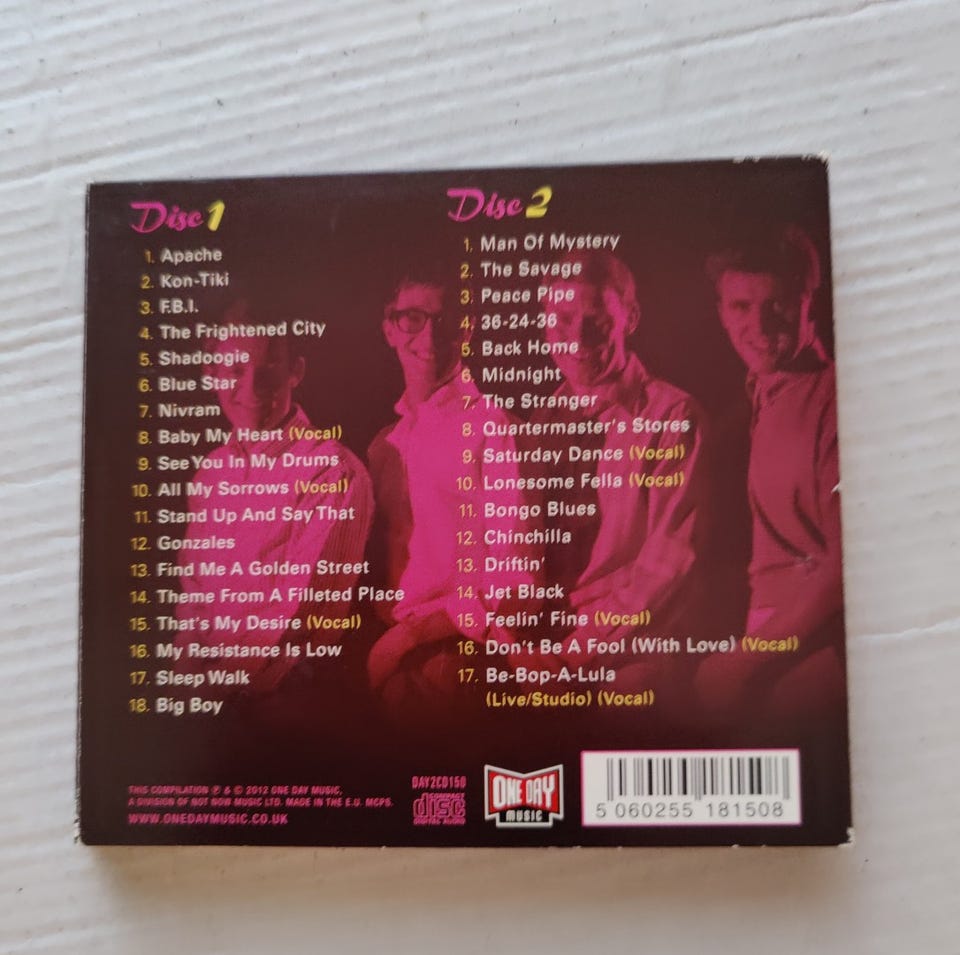 Disc 1
1. Apache
2. Kon-Tiki
3. F.B.I.
4. The Frightened City
5. Shadoogie
6. Blue Star
7. Nivram
8. Baby My Heart (Vocal)
9. See You In My Drums
10. All My Sorrows (Vocal)
11. Stand Up And Say That
12. Gonzales
13. Find Me A Golden Street
14. Theme From A Filleted Place
15. That's My Desire (Vocal)
16. My Resistance Is Low
17. Sleep Walk
18. Big Boy
Disc 2
1. Man Of Mystery
2. The Savage
3. Peace Pipe
4. 36-24-36
5. Back Home
6. Midnight
7. The Stranger
8. Quartermaster's Stores
9. Saturday Dance (Vocal)
10. Lonesome Fella (Vocal)
11. Bongo Blues
12. Chinchilla
13. Driftin'
14. Jet Black
15. Feelin' Fine (Vocal)
16. Don't Be A Fool (With Love) (Vocal)
17. Be-Bop-A-Lula
(Live/Studio) (Vocal)
THIS COMPILATION ℗ & © 2012 ONE DAY MUSIC,
A DIVISION OF NOT NOW MUSIC LTD. MADE IN THE E.U. MCPS.
WWW.ONEDAYMUSIC.CO.UK
DAY2CD150
COMPACT
disc
DIGITAL AUDIO
ONE DAY
MUSIC
5 060255 181508